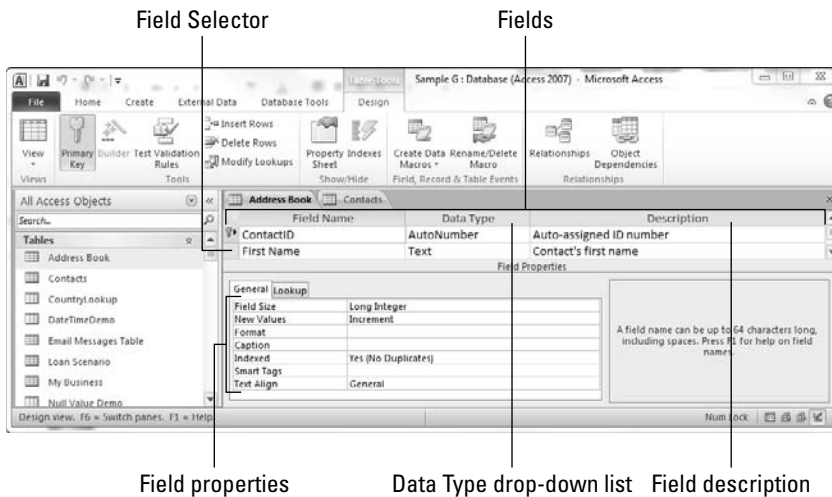 Field Selector Fields
Table Tools Sample G : Database (Access 2007) - Microsoft Access
File Home Create External Data Database Tools Design
View Primary Key Builder Test Validation Rules Insert Rows Delete Rows Modify Lookups Property Sheet Indexes Create Data Macros Rename/Delete Macro Relationships Object Dependencies
Views Tools Show/Hide Field, Record & Table Events Relationships
All Access Objects Address Book Contacts
Search... Field Name Data Type Description
Tables ContactID AutoNumber Auto-assigned ID number
Address Book First Name Text Contact's first name
Field Properties
Contacts General Lookup
CountryLookup Field Size Long Integer
New Values Increment
DateTimeDemo Format
Caption
Email Messages Table Indexed Yes (No Duplicates)
Loan Scenario Smart Tags
My Business Text Align General
Null Value Demo
A field name can be up to 64 characters long,
including spaces. Press F1 for help on field
names.
Design view. F6 = Switch panes. F1 = Help. Num Lock
Field properties Data Type drop-down list Field description